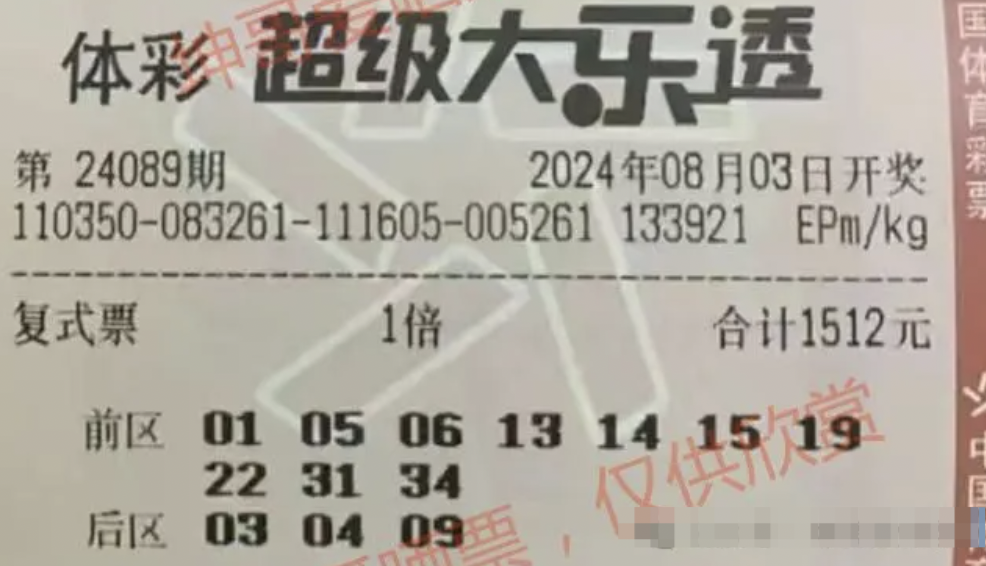 体彩 超级大乐透
第 24089期 2024年08月03日开奖
110350-083261-111605-005261 133921 EPm/kg
复式票 1倍 合计1512元
前区 01 05 06 13 14 15 19
22 31 34
后区 03 04 09
仅供欣赏
国体育彩票
中国